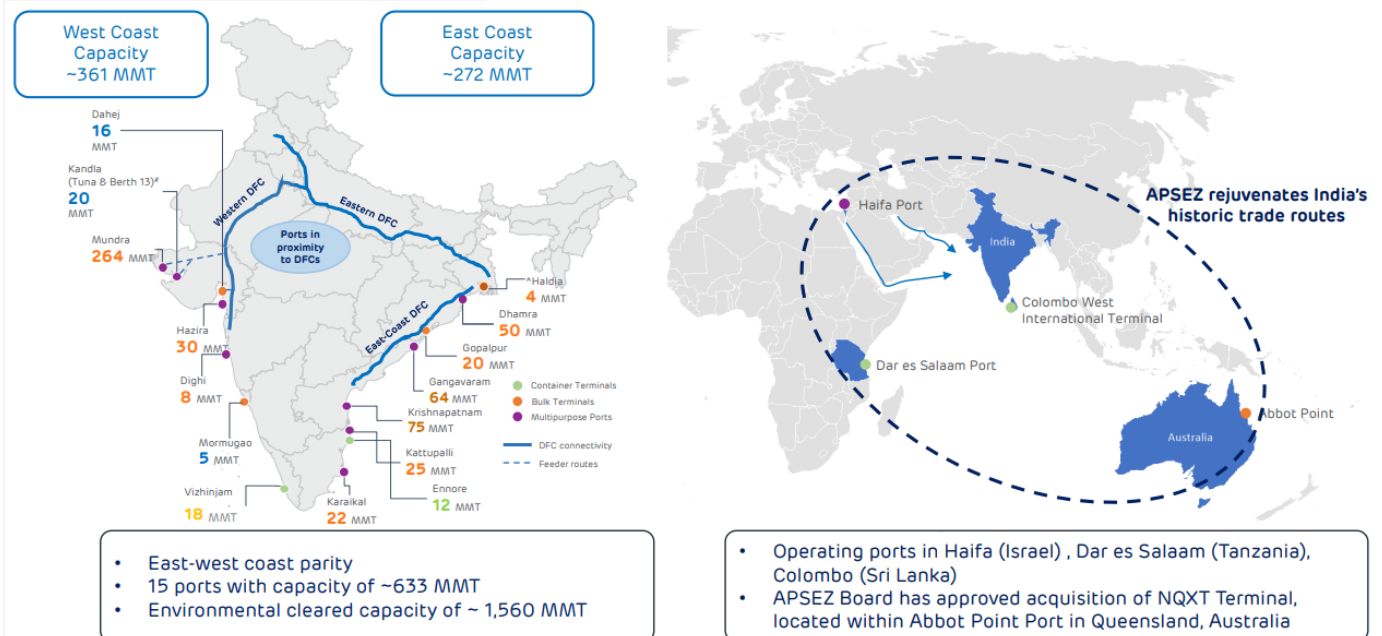 West Coast
Capacity
~361 MMT
East Coast
Capacity
~272 MMT
Dahej
16
MMT
Kandla
(Tuna & Berth 13)#
20
MMT
Mundra
264 MMT
Western DFC
Eastern DFC
Ports in
proximity
to DFCs
^Haldia
4 MMT
Dhamra
50 MMT
East-Coast DFC
Gopalpur
20 MMT
Hazira
30 MMT
Dighi
8 MMT
Gangavaram
64 MMT
Krishnapatnam
75 MMT
Mormugao
5 MMT
Kattupalli
25 MMT
Vizhinjam
18 MMT
Karaikal
22 MMT
Ennore
12 MMT
Container Terminals
Bulk Terminals
Multipurpose Ports
DFC connectivity
Feeder routes
• East-west coast parity
• 15 ports with capacity of ~633 MMT
• Environmental cleared capacity of ~ 1,560 MMT
APSEZ rejuvenates India's
historic trade routes
Haifa Port
India
Colombo West
International Terminal
Dar es Salaam Port
Abbot Point
Australia
• Operating ports in Haifa (Israel) , Dar es Salaam (Tanzania),
Colombo (Sri Lanka)
• APSEZ Board has approved acquisition of NQXT Terminal,
located within Abbot Point Port in Queensland, Australia